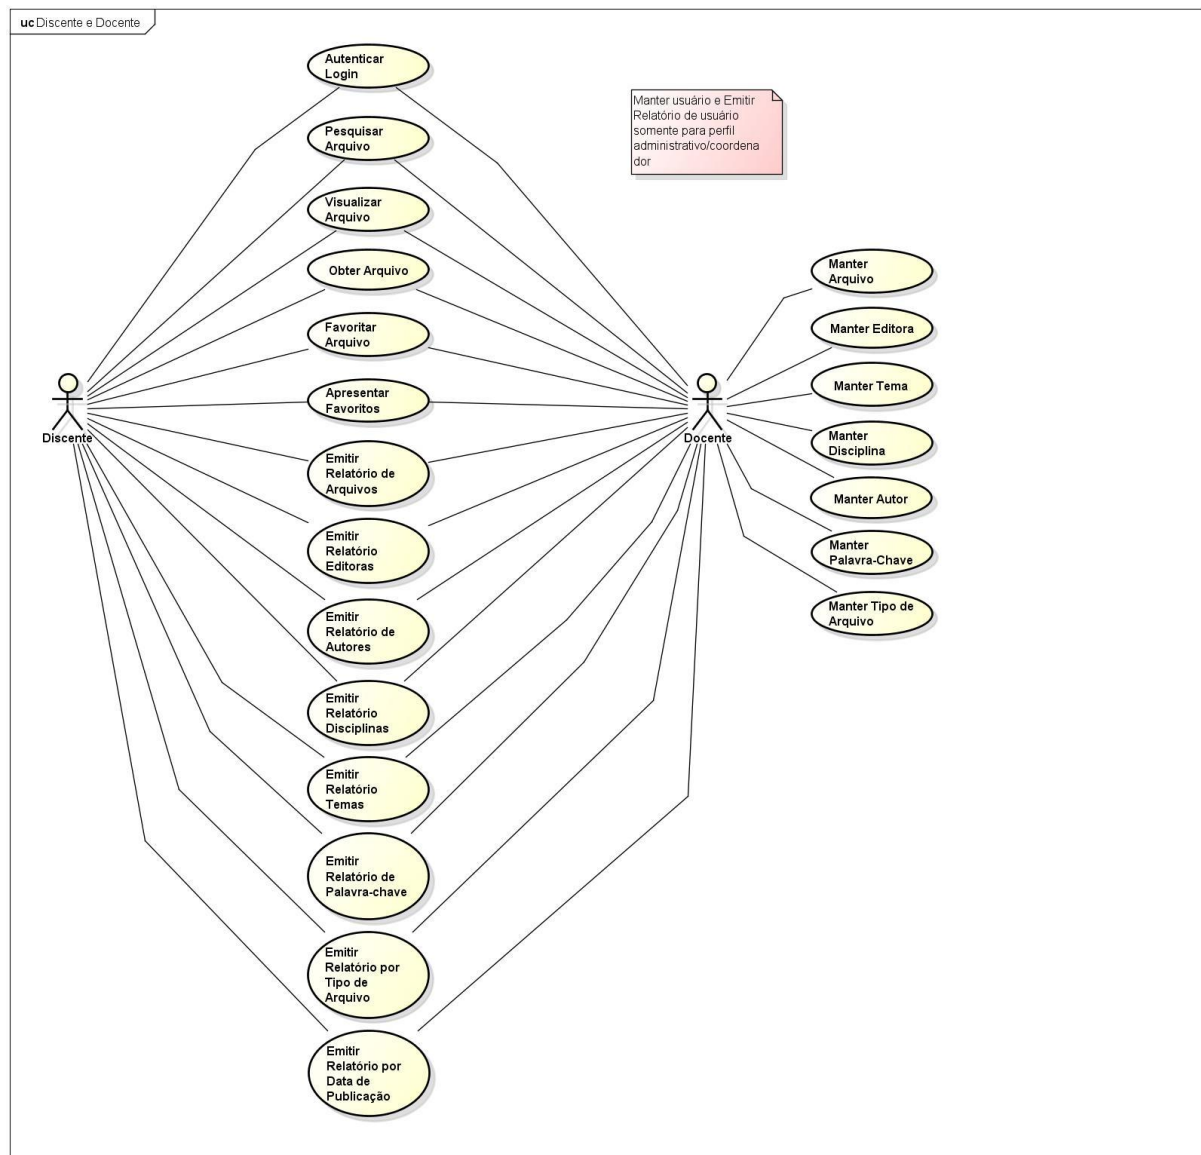 uc Discente e Docente
Autenticar
Login
Pesquisar
Arquivo
Visualizar
Arquivo
Obter Arquivo
Favoritar
Arquivo
Apresentar
Favoritos
Emitir
Relatório de
Arquivos
Emitir
Relatório
Editoras
Emitir
Relatório de
Autores
Emitir
Relatório
Disciplinas
Emitir
Relatório
Temas
Emitir
Relatório de
Palavra-chave
Emitir
Relatório por
Tipo de
Arquivo
Emitir
Relatório por
Data de
Publicação
Discente
Manter usuário e Emitir
Relatório de usuário
somente para perfil
administrativo/coordena
dor
Docente
Manter
Arquivo
Manter Editora
Manter Tema
Manter
Disciplina
Manter Autor
Manter
Palavra-Chave
Manter Tipo de
Arquivo